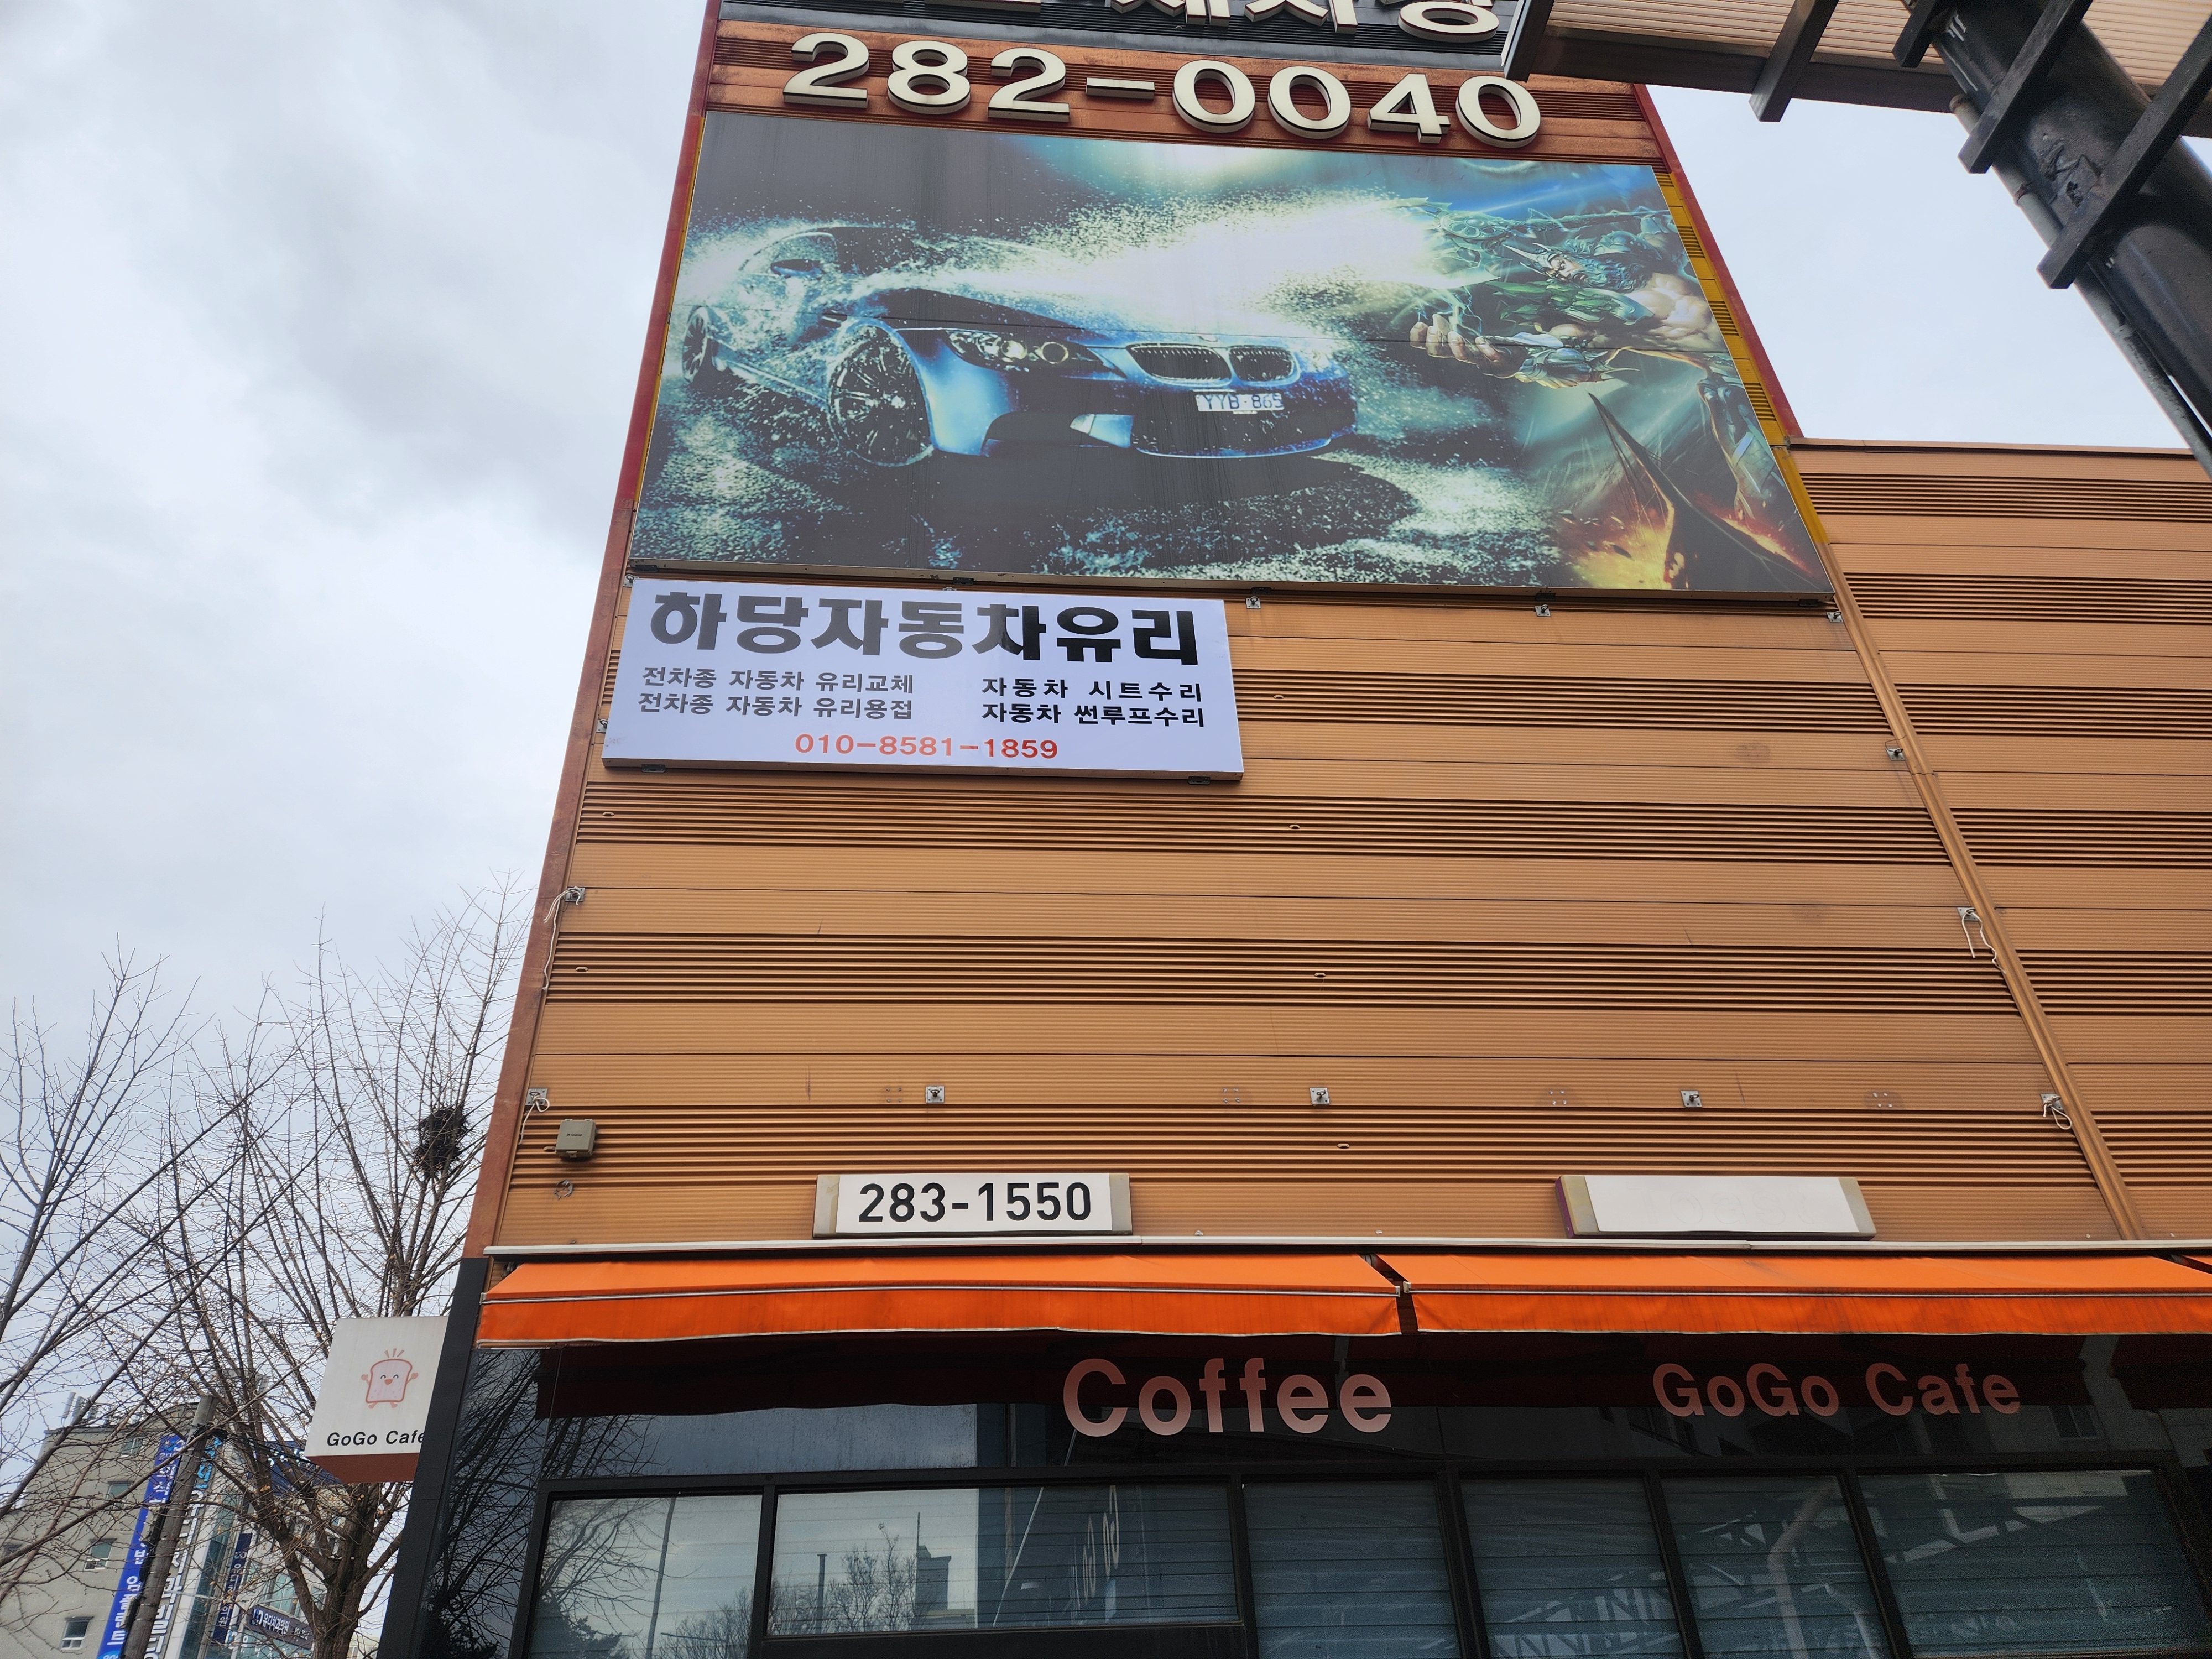 282-0040
YYB·865
하당자동차유리
전차종 자동차 유리교체
전차종 자동차 유리용접
자동차 시트수리
자동차 썬루프수리
010-8581-1859
283-1550
Coffee
GoGo Cafe
GoGo Cafe